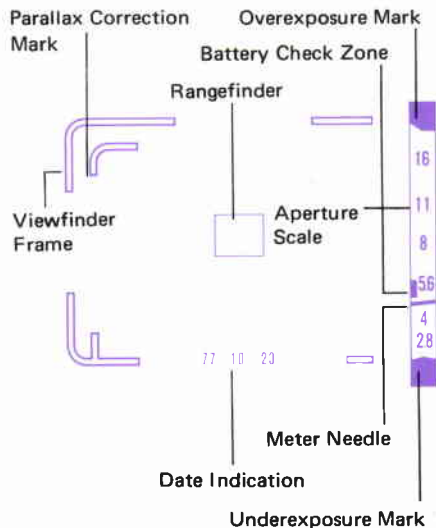 Parallax Correction
Mark
Overexposure Mark
Battery Check Zone
Rangefinder
16
11
8
56
4
28
Viewfinder
Frame
Aperture
Scale
77 10 23
Meter Needle
Date Indication
Underexposure Mark